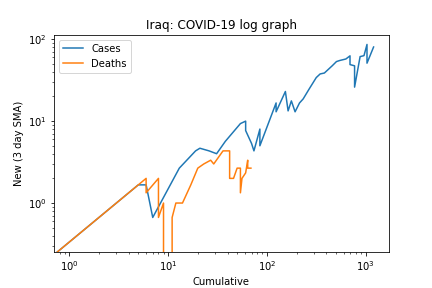 Iraq: COVID-19 log graph
Cases
Deaths
New (3 day SMA)
10²
10¹
10⁰
10⁰ 10¹ 10² 10³
Cumulative